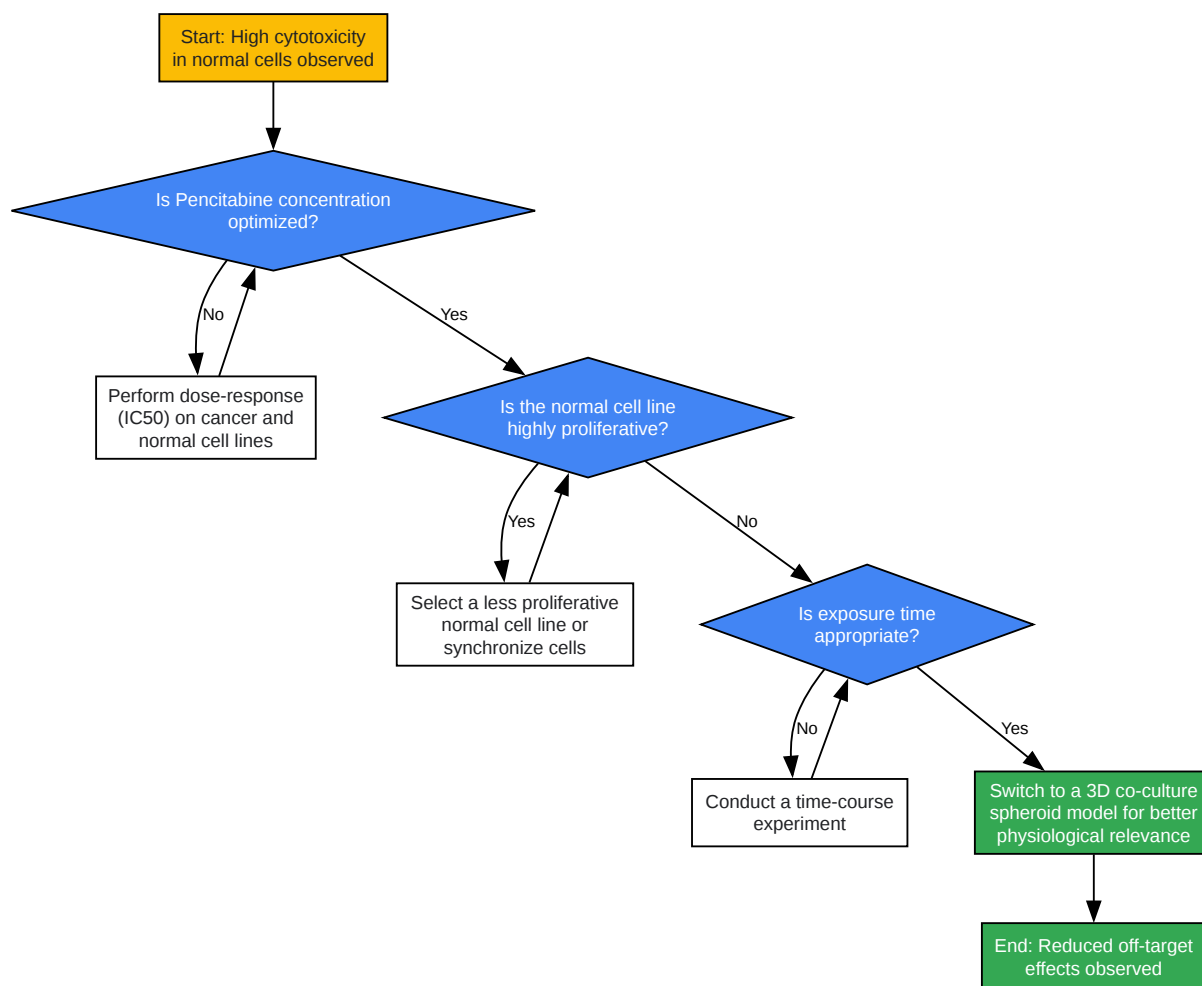 Start: High cytotoxicity
in normal cells observed
Is Pencitabine concentration
optimized?
No
Yes
Perform dose-response
(IC50) on cancer and
normal cell lines
Is the normal cell line
highly proliferative?
Yes
No
Select a less proliferative
normal cell line or
synchronize cells
Is exposure time
appropriate?
No
Yes
Conduct a time-course
experiment
Switch to a 3D co-culture
spheroid model for better
physiological relevance
End: Reduced off-target
effects observed